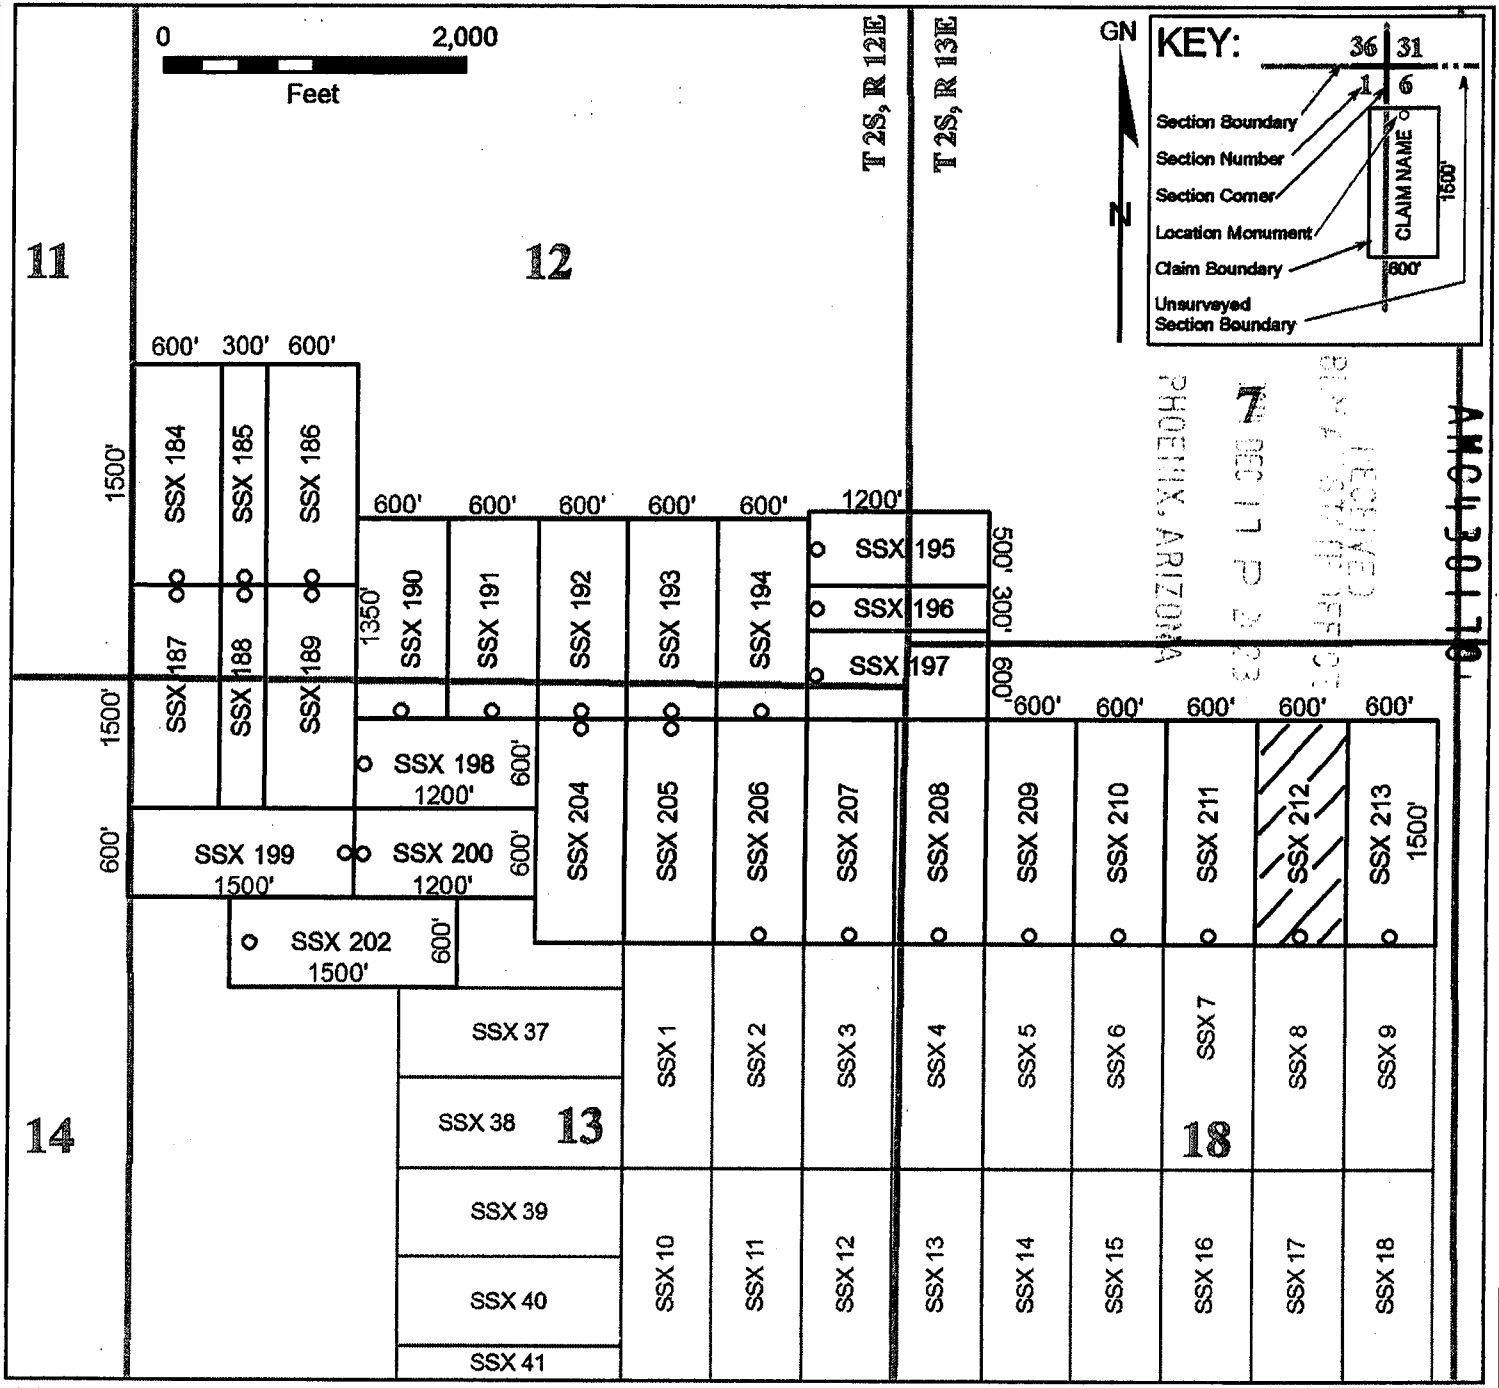 0 2,000
Feet
T 2S, R 12E
T 2S, R 13E
GN
N
KEY:
36 31
1 6
Section Boundary
Section Number
Section Corner
Location Monument
Claim Boundary
Unsurveyed
Section Boundary
CLAIM NAME
1500'
600'
11
12
7
PHOENIX, ARIZONA
RECEIVED
600' 300' 600'
1500'
SSX 184
SSX 185
SSX 186
600' 600' 600' 600' 600' 1200'
1350'
SSX 190
SSX 191
SSX 192
SSX 193
SSX 194
SSX 195
500'
SSX 196
300'
SSX 197
600'
1500'
SSX 187
SSX 188
SSX 189
600' 600' 600' 600' 600'
SSX 198
1200'
600'
600'
SSX 199
1500'
SSX 200
1200'
600'
SSX 202
1500'
600'
SSX 204
SSX 205
SSX 206
SSX 207
SSX 208
SSX 209
SSX 210
SSX 211
SSX 212
SSX 213
1500'
14
13
18
SSX 37
SSX 38
SSX 39
SSX 40
SSX 41
SSX 1
SSX 2
SSX 3
SSX 4
SSX 5
SSX 6
SSX 7
SSX 8
SSX 9
SSX 10
SSX 11
SSX 12
SSX 13
SSX 14
SSX 15
SSX 16
SSX 17
SSX 18